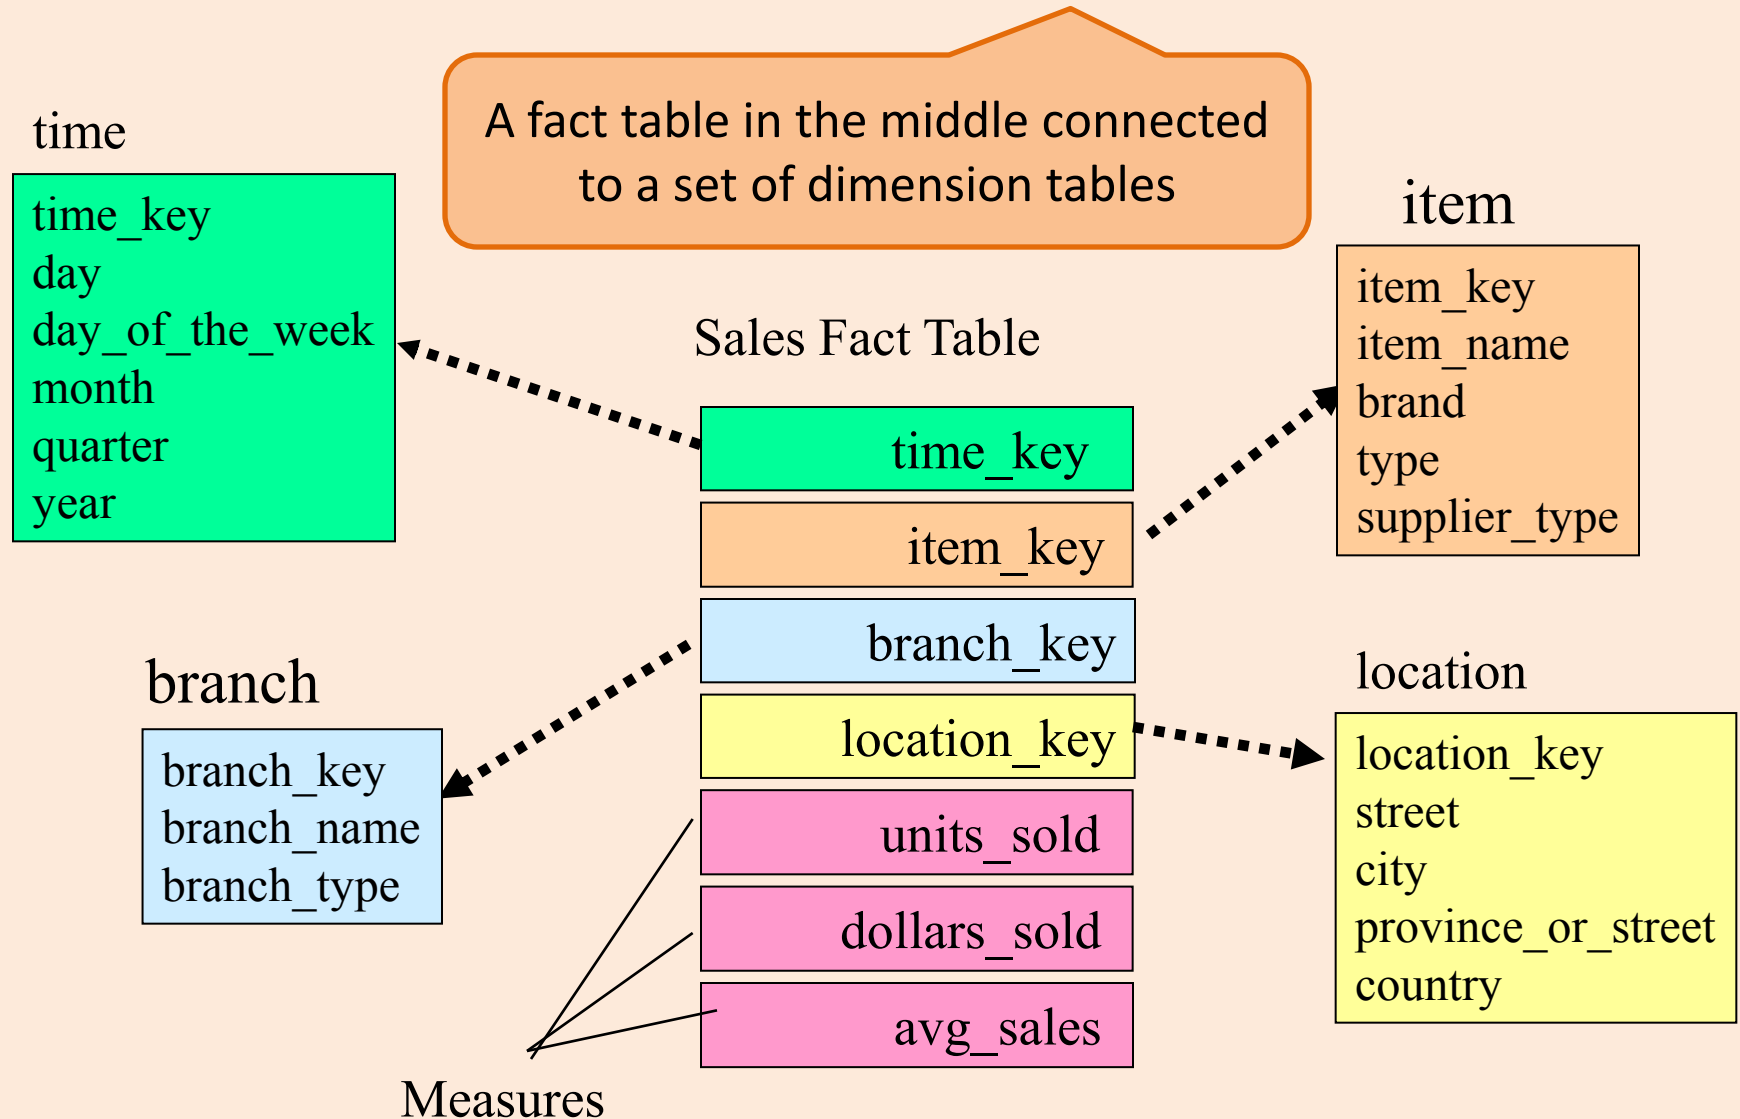 A fact table in the middle connected
to a set of dimension tables
time
time_key
day
day_of_the_week
month
quarter
year
item
item_key
item_name
brand
type
supplier_type
Sales Fact Table
time_key
item_key
branch_key
location_key
units_sold
dollars_sold
avg_sales
branch
branch_key
branch_name
branch_type
location
location_key
street
city
province_or_street
country
Measures